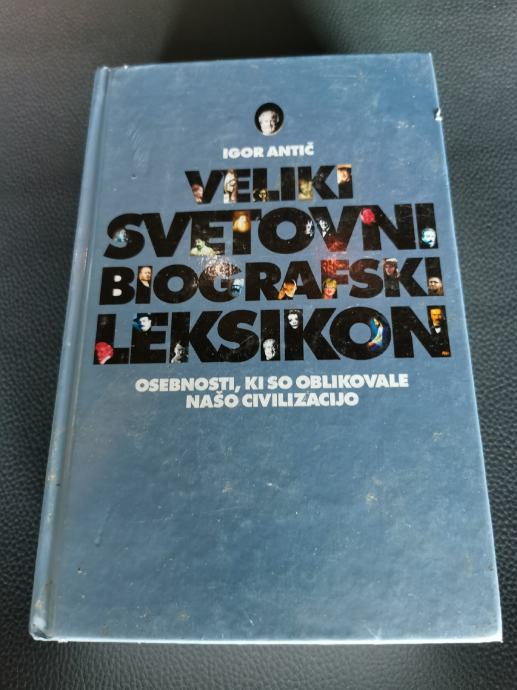 IGOR ANTIČ
VELIKI
SVETOVNI
BIOGRAFSKI
LEKSIKON
OSEBNOSTI, KI SO OBLIKOVALE
NAŠO CIVILIZACIJO